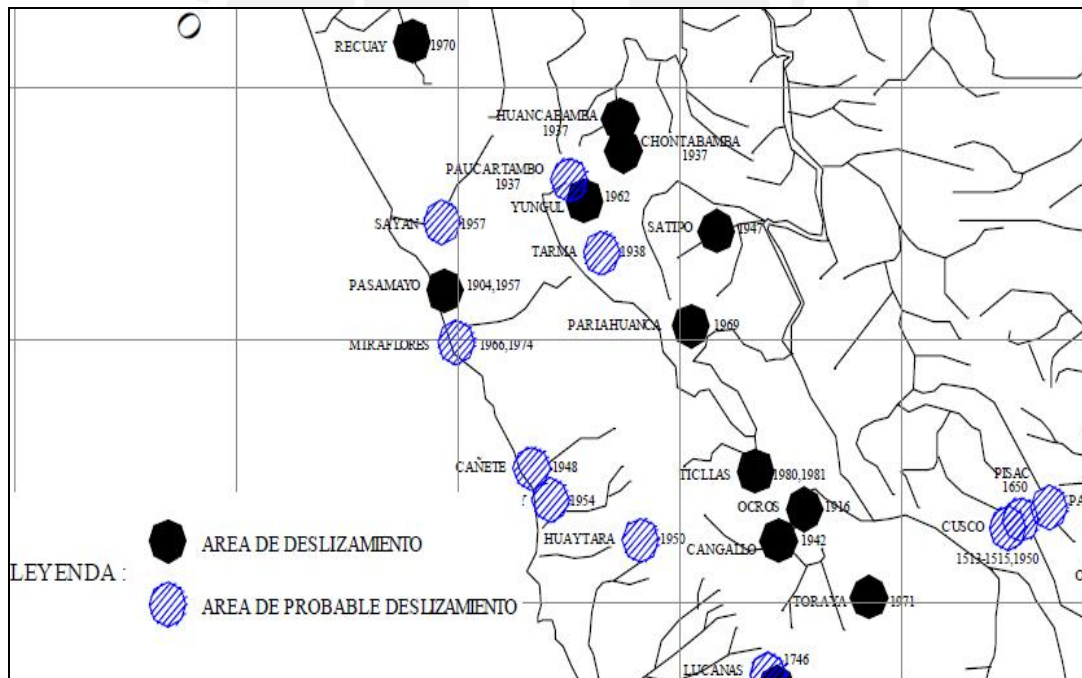 O
RECUAY
1970
HUANCABAMBA
1937
CHONTABAMBA
1937
PAUCARTAMBO
1937
YUNGUL
1962
SAYAN
1957
SATIPO
1947
TARMA
1938
PASAMAYO
1904,1957
PARIAHUANCA
1969
MIRAFLORES
1966,1974
CAÑETE
1948
TICLLAS
1980,1981
PISAC
1650
PA
1954
OCROS
1916
CUSCO
1513-1515,1950
HUAYTARA
1950
CANGALLO
1942
AREA DE DESLIZAMIENTO
LEYENDA :
AREA DE PROBABLE DESLIZAMIENTO
TORAYA
1971
LUCANAS
1746